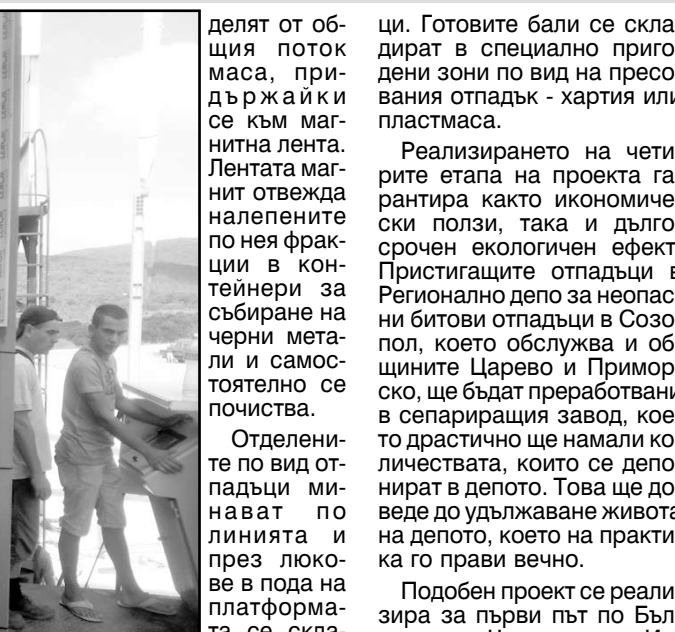 делят от об-
щия поток
маса, при-
държайки
се към маг-
нитна лента.
Лентата маг-
нит отвежда
налепените
по нея фрак-
ции в кон-
тейнери за
събиране на
черни мета-
ли и самос-
тоятелно се
почиства.
Отделени-
те по вид от-
падъци ми-
нават по
линията и
през люко-
ве в пода на
платформа-
та се скла-
ци. Готовите бали се скла
дират в специално приго
дени зони по вид на пресо
вания отпадък - хартия или
пластмаса.
Реализирането на чети
рите етапа на проекта га
рантира както икономиче
ски ползи, така и дълго
срочен екологичен ефект
Пристигащите отпадъци в
Регионално депо за неопас
ни битови отпадъци в Созо
пол, което обслужва и об
щините Царево и Примор
ско, ще бъдат преработвани
в сепариращия завод, кое
то драстично ще намали ко
личествата, които се депо
нират в депото. Това ще до
веде до удължаване живота
на депото, което на практи
ка го прави вечно.
Подобен проект се реали
зира за първи път по Бъл